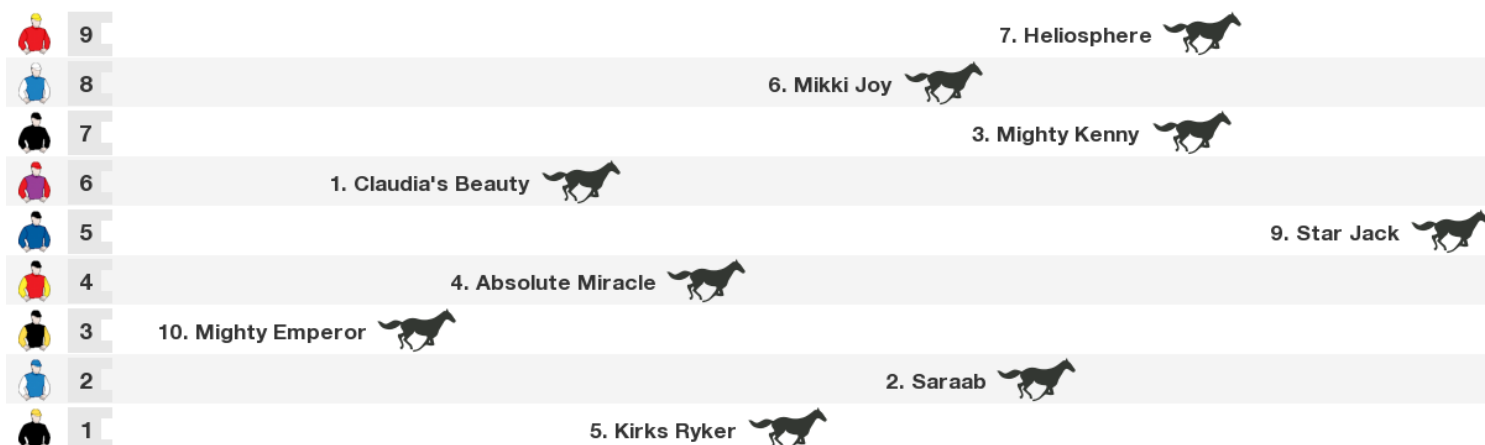 9 7. Heliosphere
8 6. Mikki Joy
7 3. Mighty Kenny
6 1. Claudia's Beauty
5 9. Star Jack
4 4. Absolute Miracle
3 10. Mighty Emperor
2 2. Saraab
1 5. Kirks Ryker